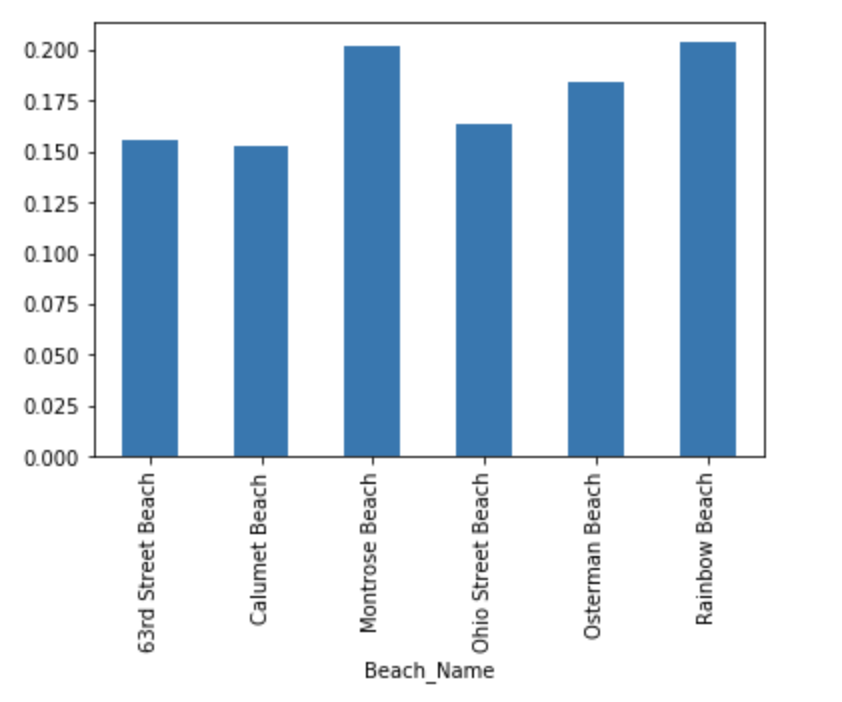 0.200
0.175
0.150
0.125
0.100
0.075
0.050
0.025
0.000
63rd Street Beach
Calumet Beach
Montrose Beach
Ohio Street Beach
Osterman Beach
Rainbow Beach
Beach_Name